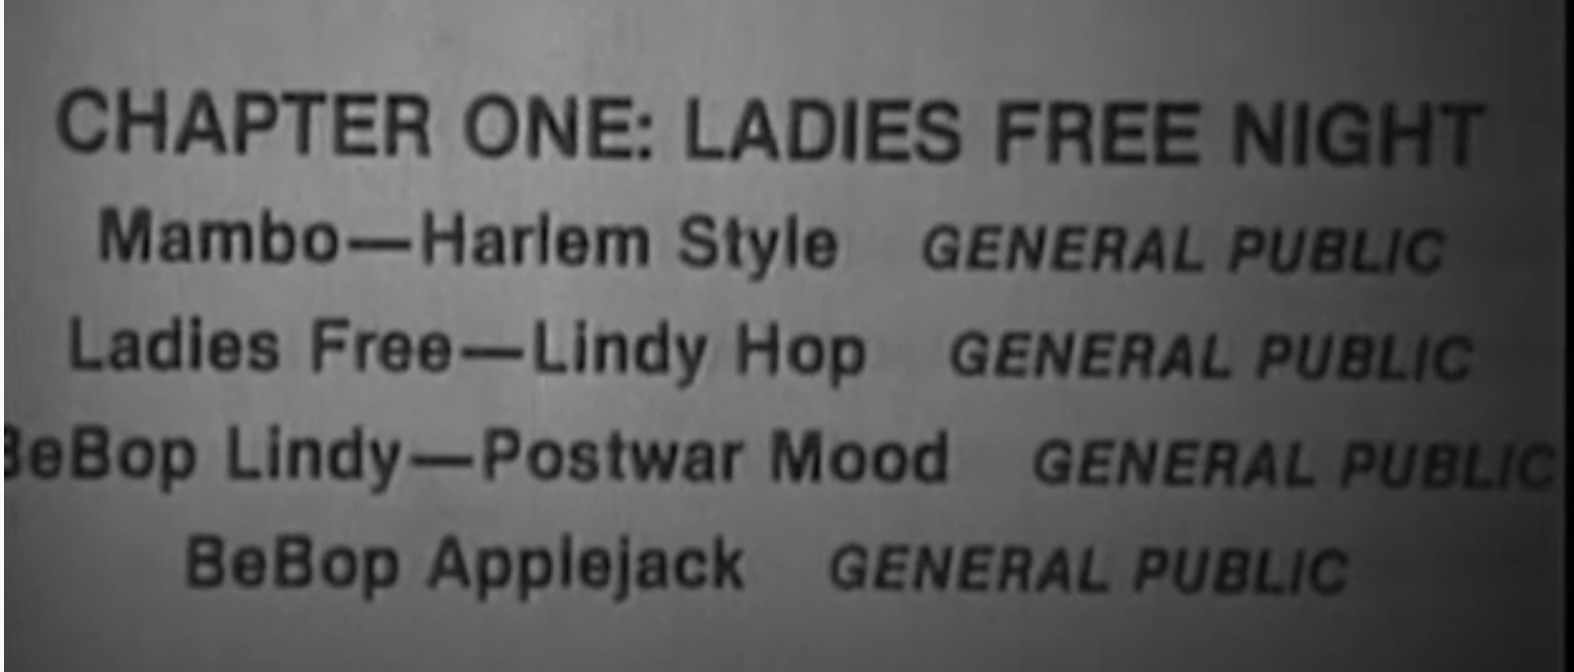 CHAPTER ONE: LADIES FREE NIGHT
Mambo—Harlem Style GENERAL PUBLIC
Ladies Free—Lindy Hop GENERAL PUBLIC
BeBop Lindy—Postwar Mood GENERAL PUBLIC
BeBop Applejack GENERAL PUBLIC